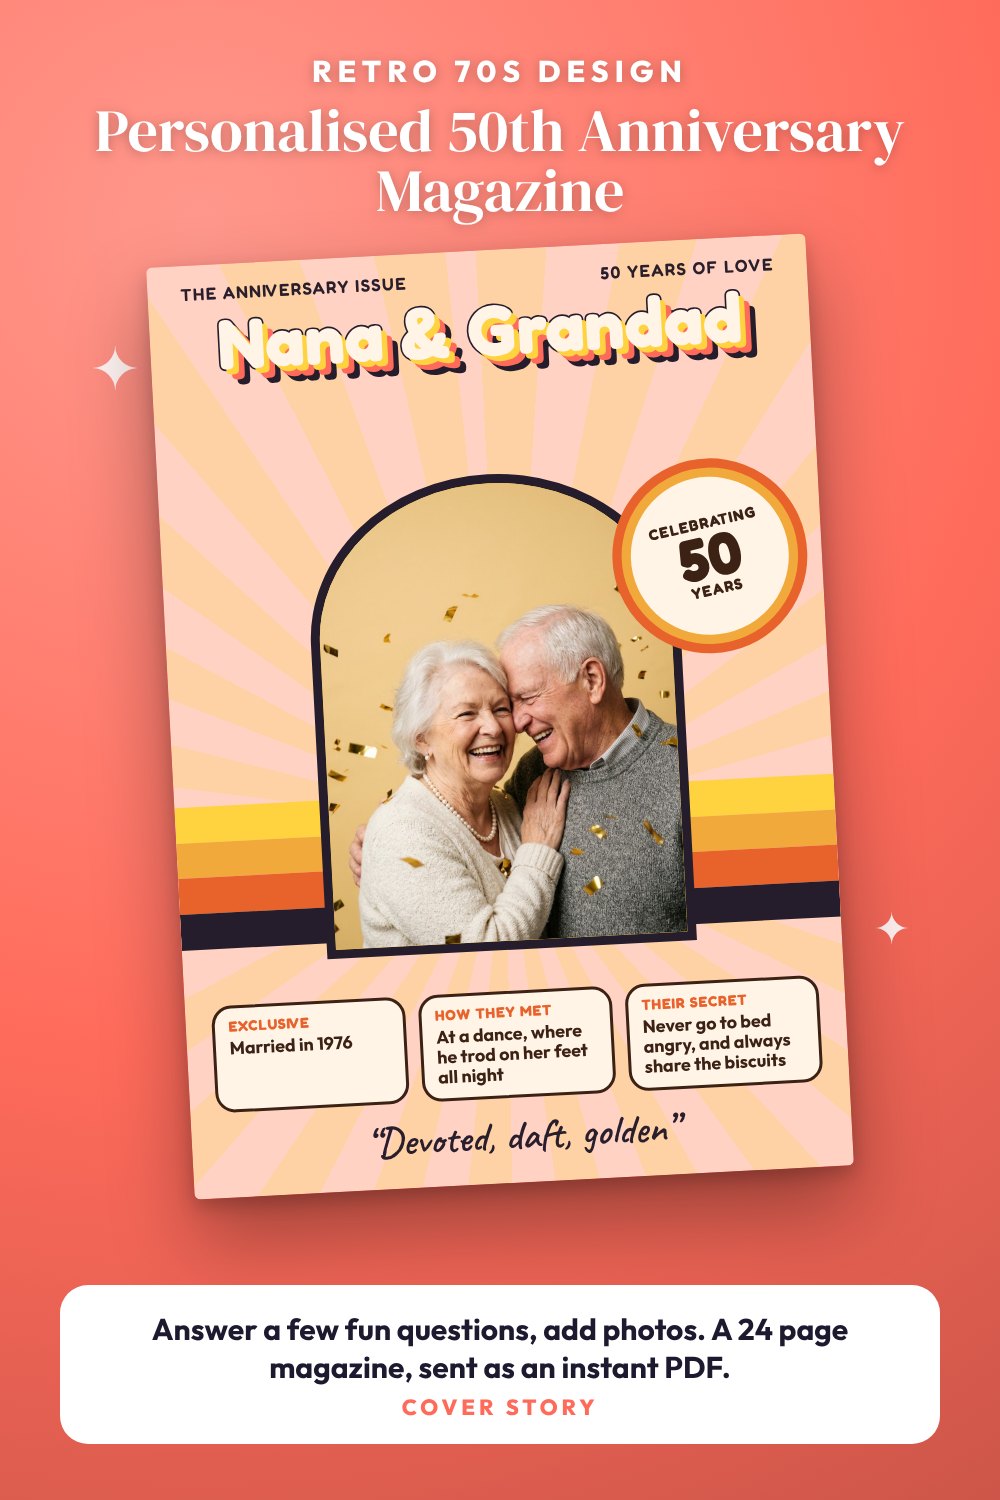 RETRO 70S DESIGN
Personalised 50th Anniversary
Magazine
THE ANNIVERSARY ISSUE
50 YEARS OF LOVE
Nana & Grandad
CELEBRATING
50
YEARS
EXCLUSIVE
Married in 1976
HOW THEY MET
At a dance, where
he trod on her feet
all night
THEIR SECRET
Never go to bed
angry, and always
share the biscuits
“Devoted, daft, golden”
Answer a few fun questions, add photos. A 24 page
magazine, sent as an instant PDF.
COVER STORY